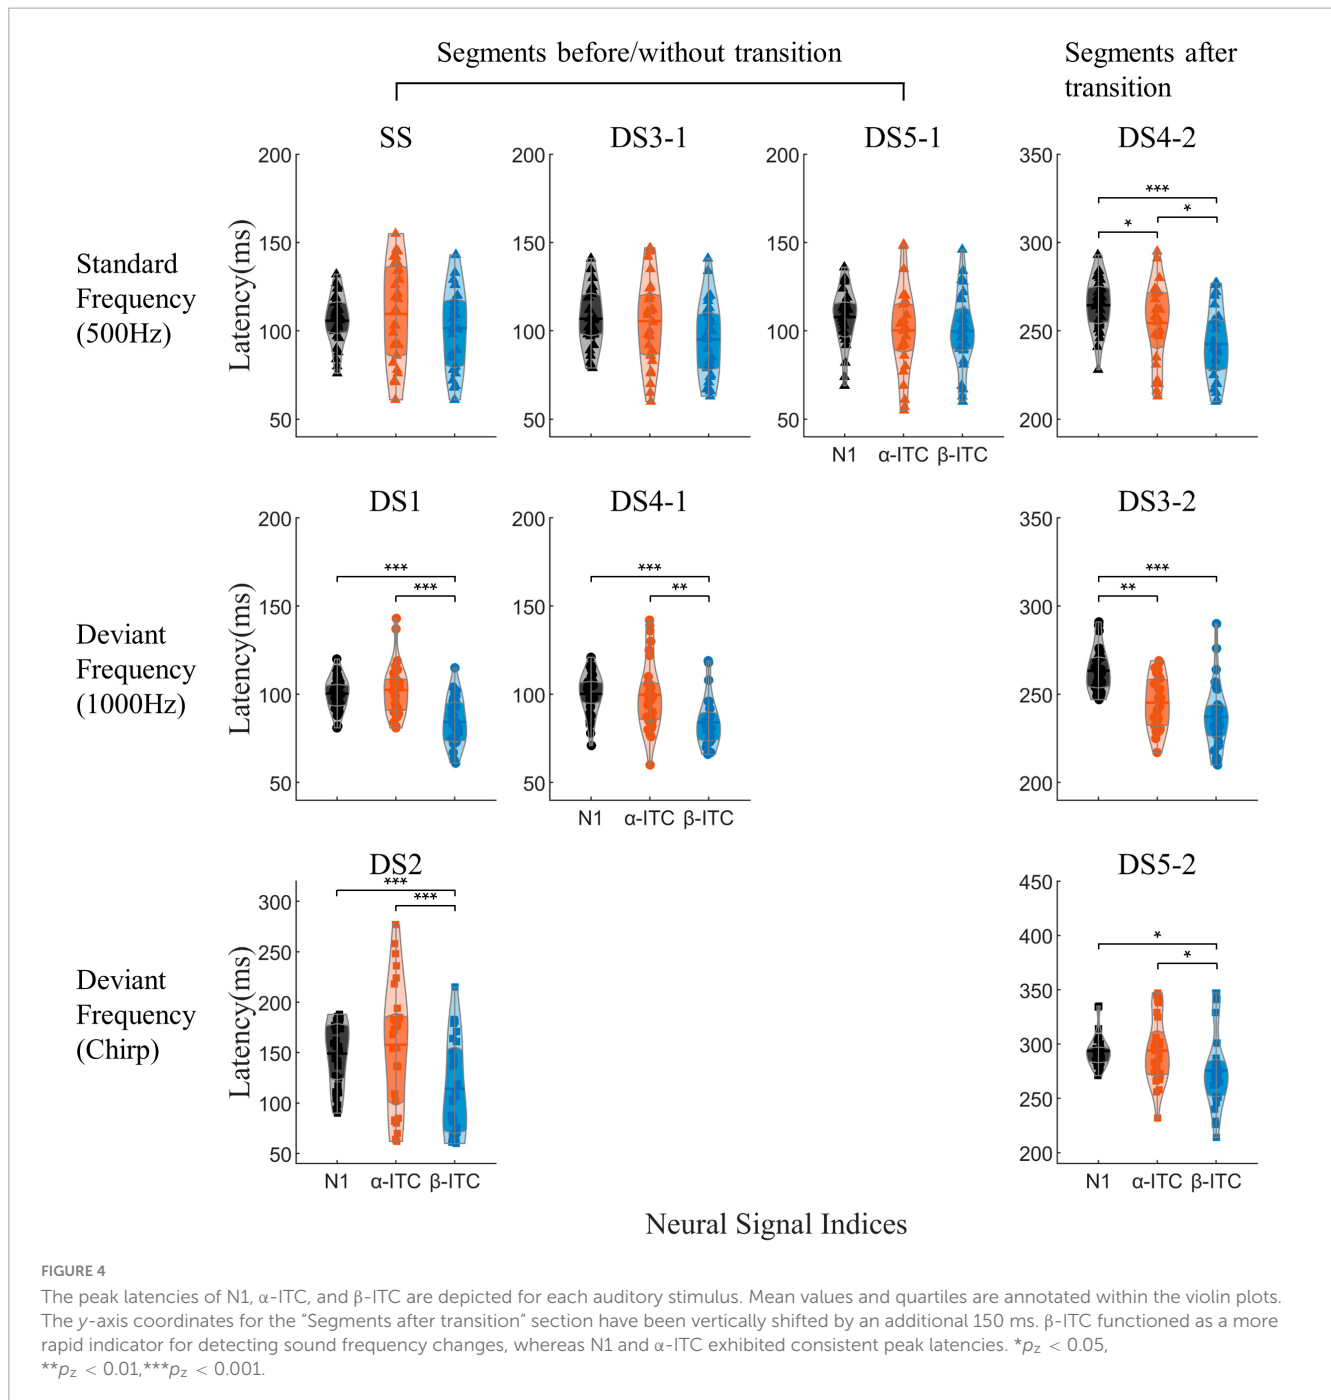 Segments before/without transition
Segments after
transition
SS
DS3-1
DS5-1
DS4-2
Standard
Frequency
(500Hz)
Latency(ms)
200
150
100
50
200
150
100
50
200
150
100
50
N1 α-ITC β-ITC
350
300
250
200
***
*
*
DS1
DS4-1
DS3-2
Deviant
Frequency
(1000Hz)
Latency(ms)
200
150
100
50
***
***
200
150
100
50
***
**
N1 α-ITC β-ITC
350
300
250
200
***
**
DS2
DS5-2
Deviant
Frequency
(Chirp)
Latency(ms)
300
250
200
150
100
50
***
***
N1 α-ITC β-ITC
450
400
350
300
250
200
*
*
N1 α-ITC β-ITC
Neural Signal Indices
FIGURE 4
The peak latencies of N1, α-ITC, and β-ITC are depicted for each auditory stimulus. Mean values and quartiles are annotated within the violin plots.
The y-axis coordinates for the "Segments after transition" section have been vertically shifted by an additional 150 ms. β-ITC functioned as a more
rapid indicator for detecting sound frequency changes, whereas N1 and α-ITC exhibited consistent peak latencies. *pz < 0.05,
**pz < 0.01,***pz < 0.001.